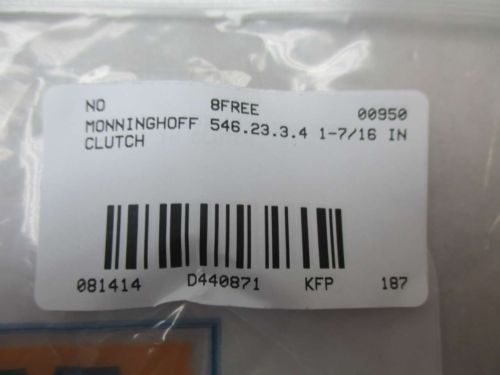 NO 8FREE 00950
MONNINGHOFF 546.23.3.4 1-7/16 IN
CLUTCH
081414 D440871 KFP 187